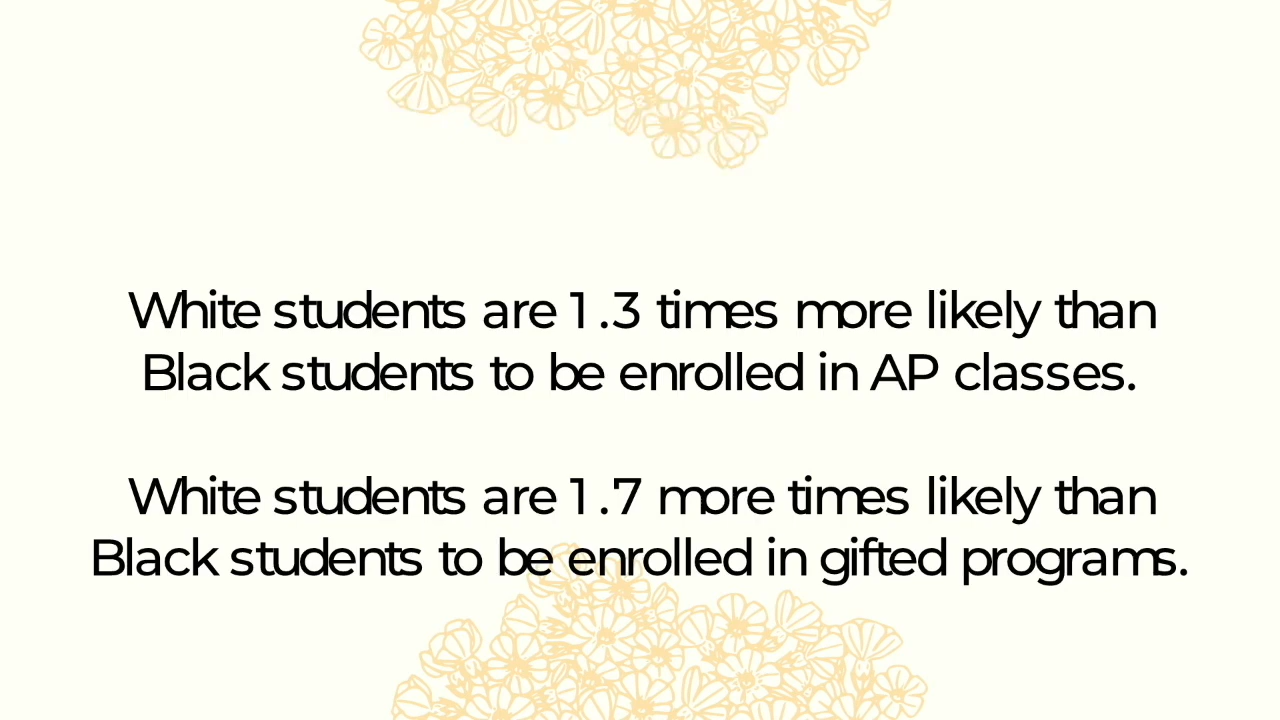 White students are 1.3 times more likely than
Black students to be enrolled in AP classes.
White students are 1.7 more times likely than
Black students to be enrolled in gifted programs.